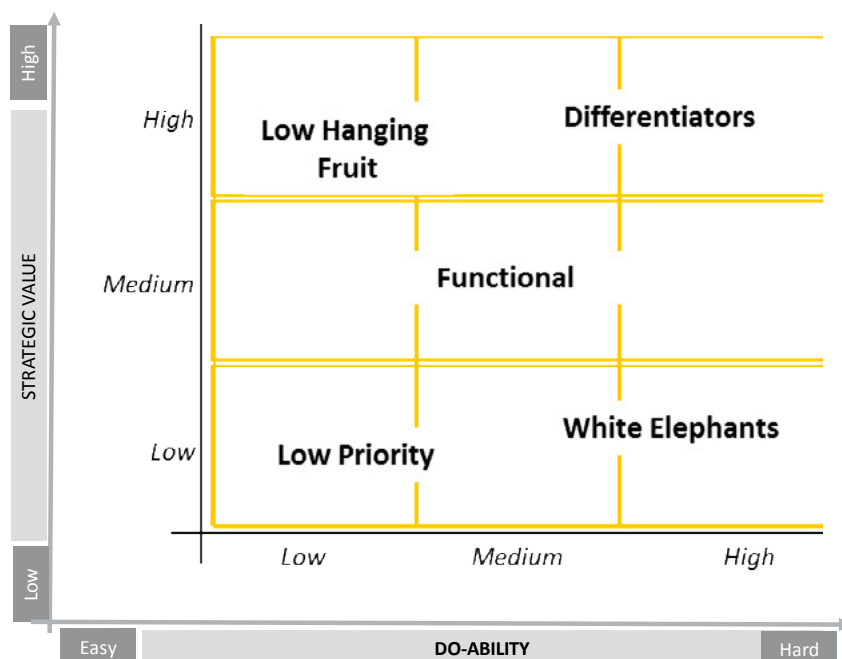 High
High
Low Hanging
Fruit
Differentiators
STRATEGIC VALUE
Medium
Functional
Low
Low Priority
White Elephants
Low
Low
Medium
High
Easy
DO-ABILITY
Hard